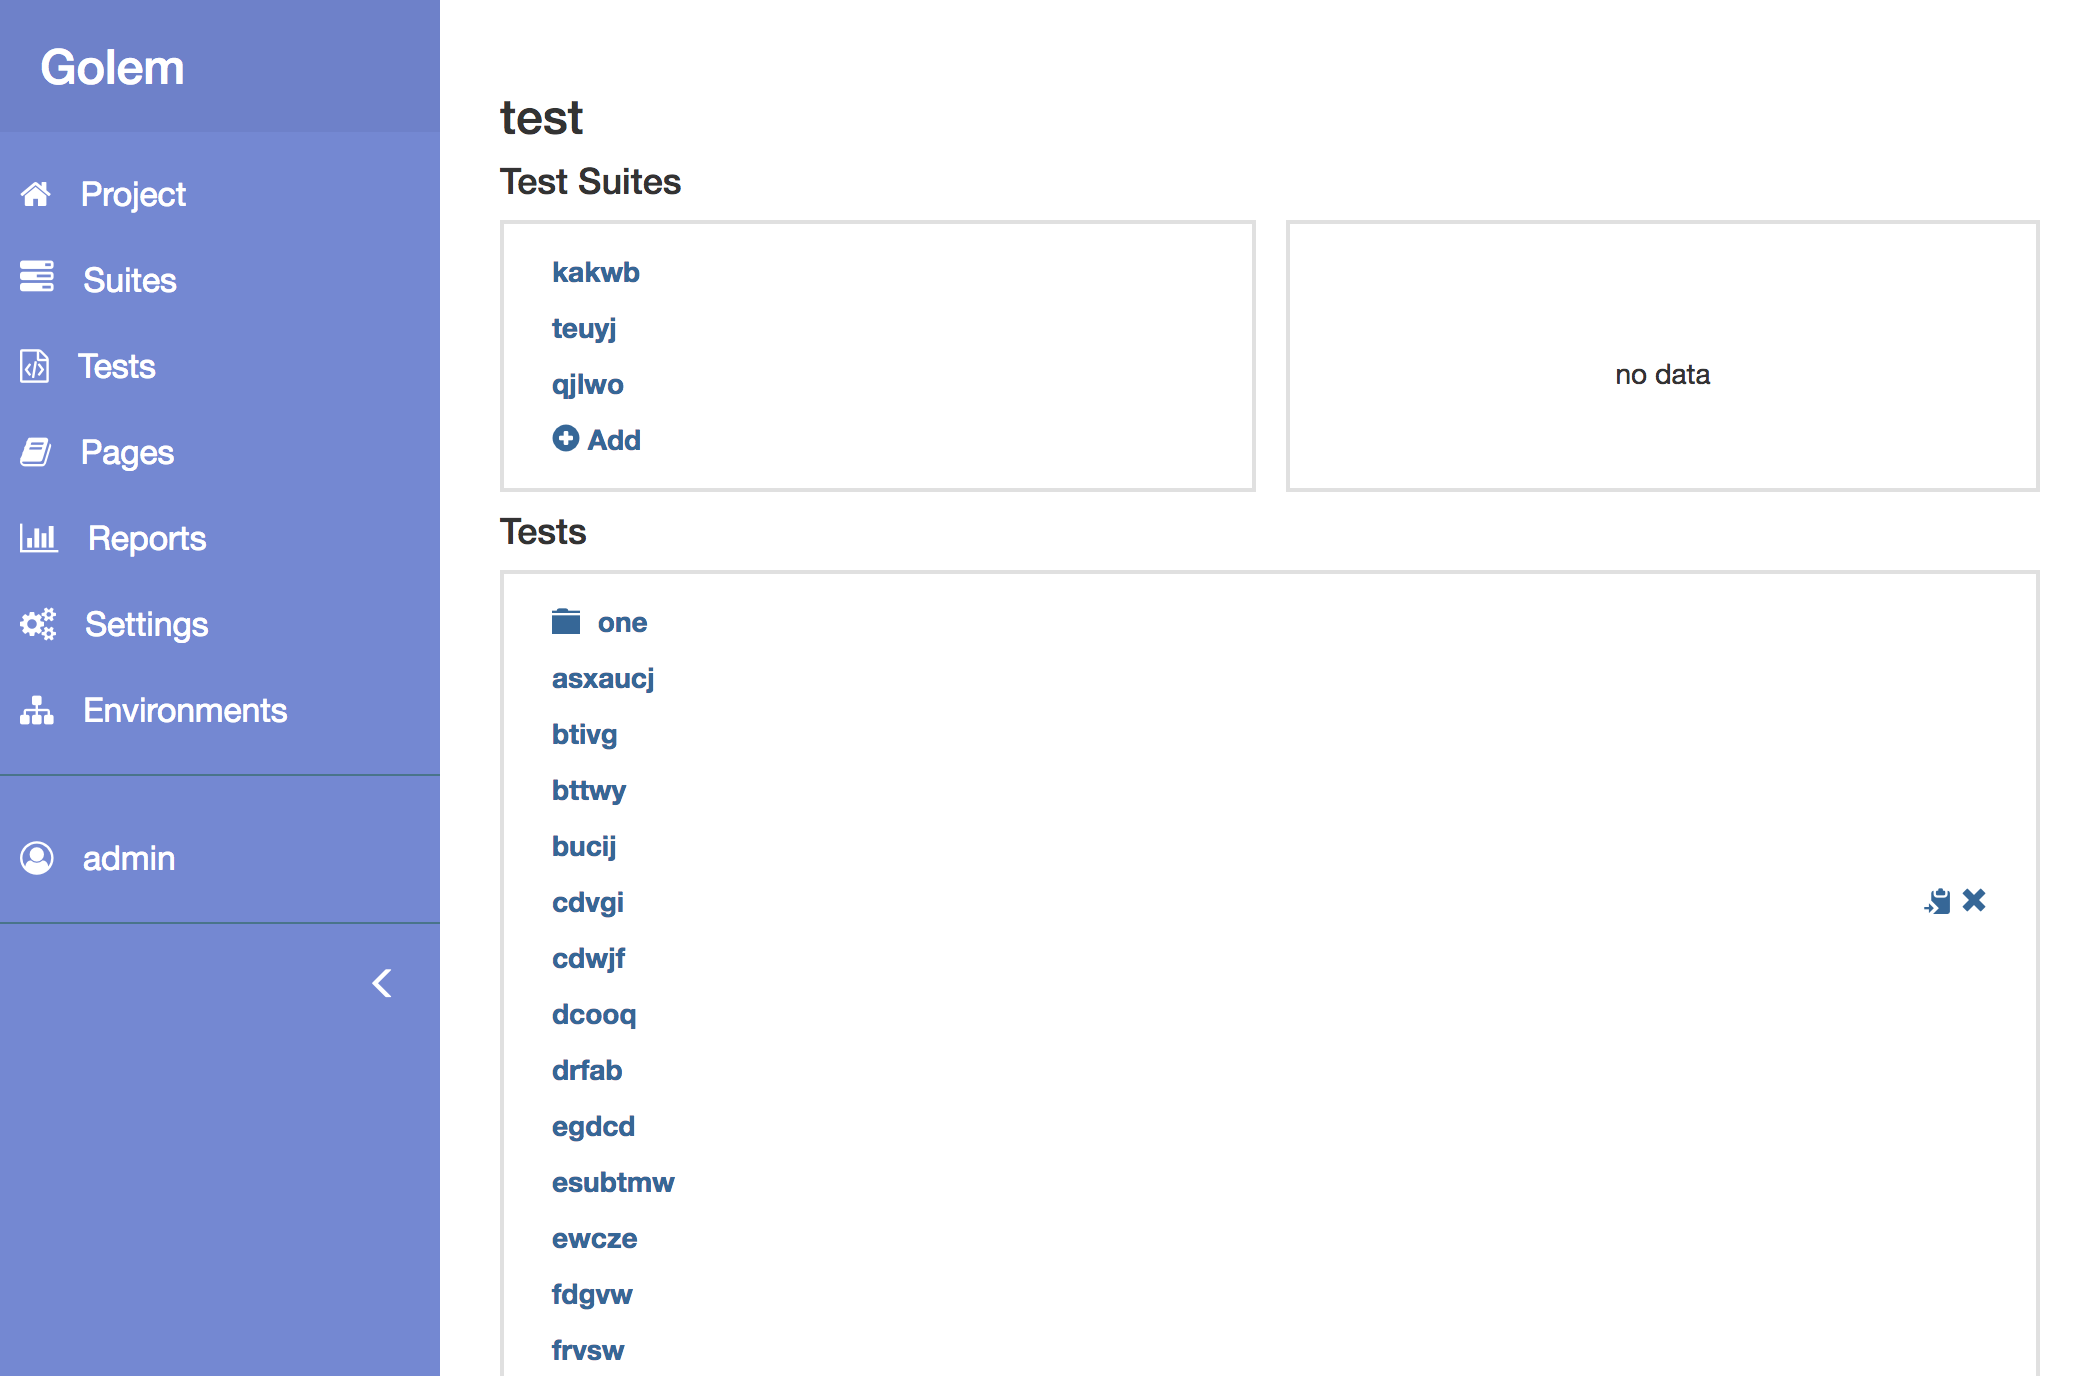 Golem
Project
Suites
Tests
Pages
Reports
Settings
Environments
admin
test
Test Suites
kakwb
teuyj
qjlwo
Add
no data
Tests
one
asxaucj
btivg
bttwy
bucij
cdvgi
cdwjf
dcooq
drfab
egdcd
esubtmw
ewcze
fdgvw
frvsw